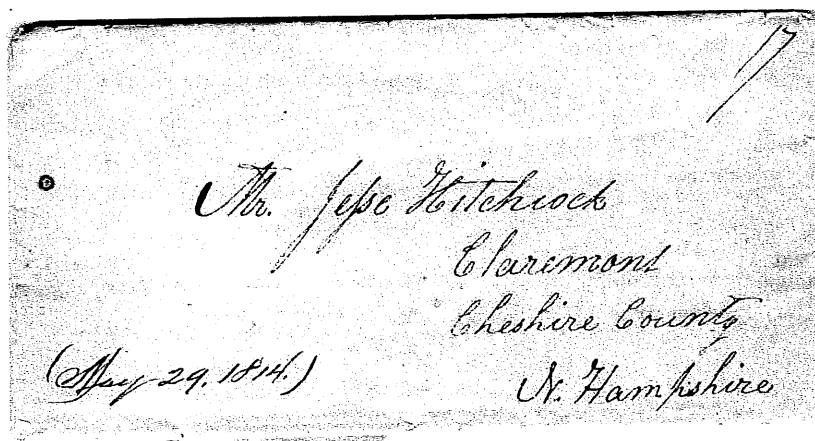 17
Mr. Jesse Hitchcock
Claremont
Cheshire County
(May 29. 1814.)
N. Hampshire